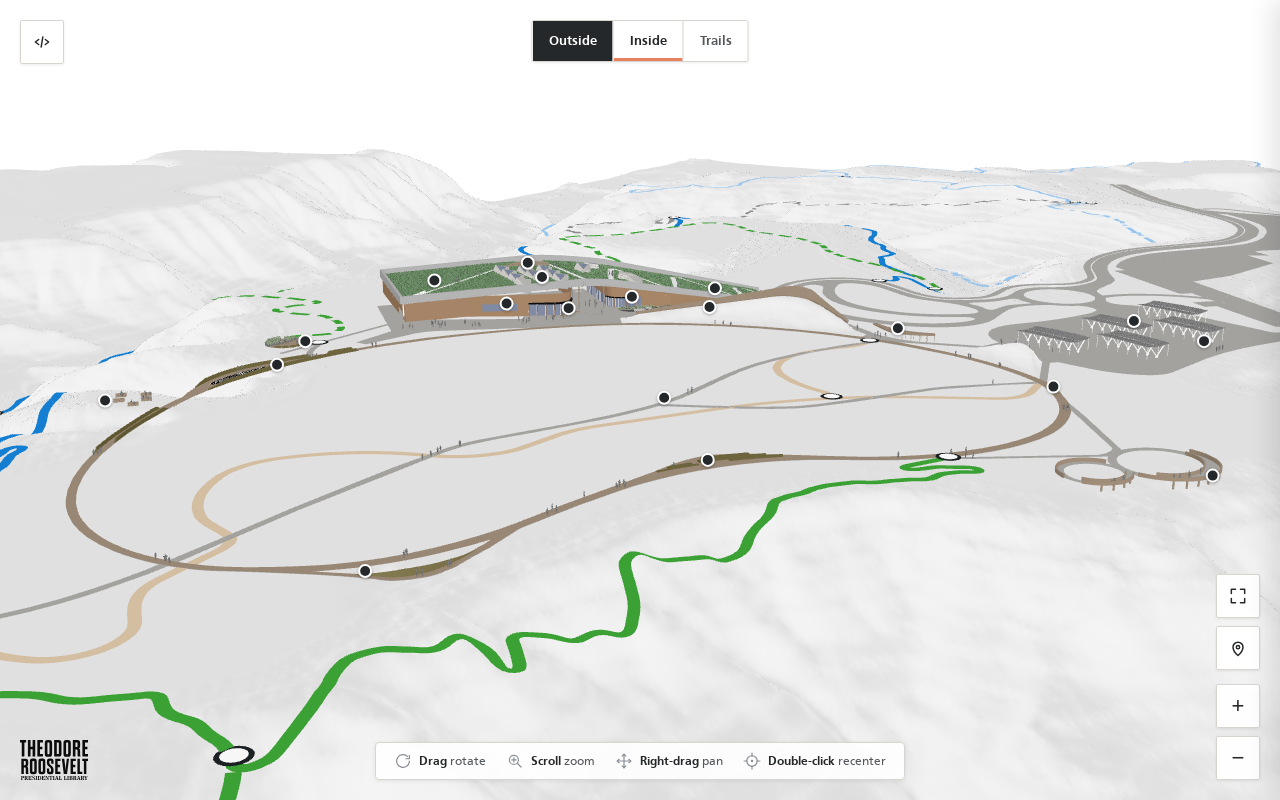 </>
Outside Inside Trails
Drag rotate Scroll zoom Right-drag pan Double-click recenter
THEODORE
ROOSEVELT
PRESIDENTIAL LIBRARY